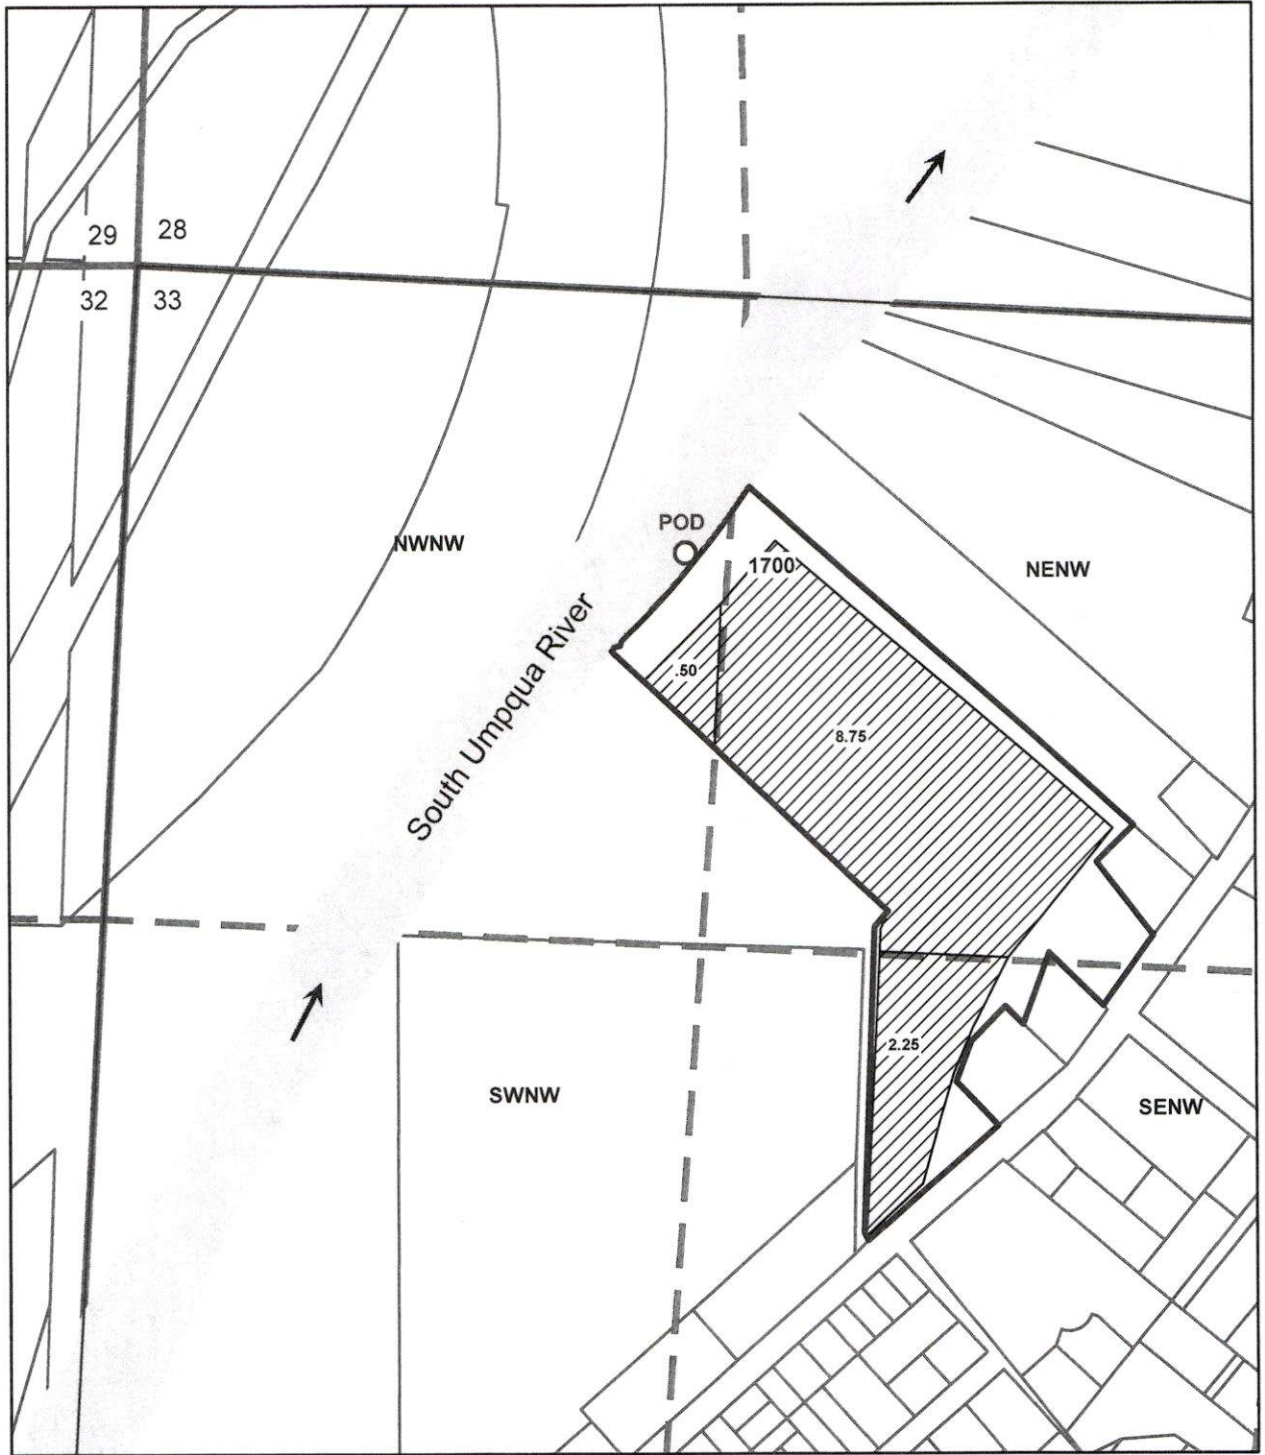 29 28
32 33
POD
NWNW
1700
NENW
.50
South Umpqua River
8.75
2.25
SWNW
SENW